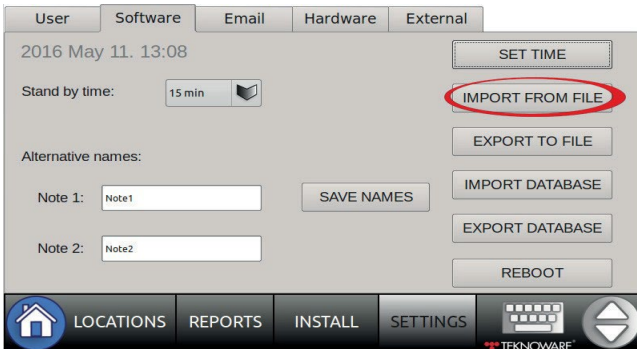 User Software Email Hardware External
2016 May 11. 13:08
SET TIME
Stand by time: 15 min
IMPORT FROM FILE
EXPORT TO FILE
Alternative names:
IMPORT DATABASE
Note 1: Note1
SAVE NAMES
EXPORT DATABASE
Note 2: Note2
REBOOT
LOCATIONS REPORTS INSTALL SETTINGS
TEKNOWARE